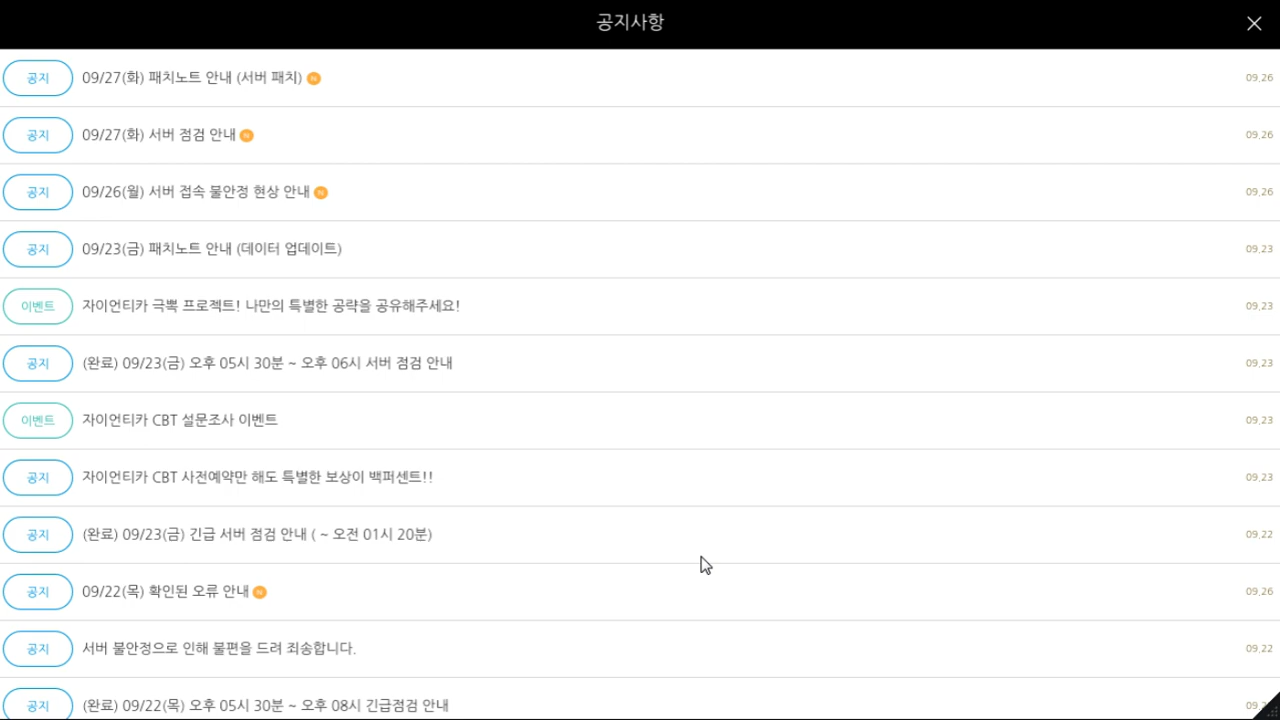 공지사항
공지 09/27(화) 패치노트 안내 (서버 패치) N 09.26
공지 09/27(화) 서버 점검 안내 N 09.26
공지 09/26(월) 서버 접속 불안정 현상 안내 N 09.26
공지 09/23(금) 패치노트 안내 (데이터 업데이트) 09.23
이벤트 자이언티카 극뽁 프로젝트! 나만의 특별한 공략을 공유해주세요! 09.23
공지 (완료) 09/23(금) 오후 05시 30분 ~ 오후 06시 서버 점검 안내 09.23
이벤트 자이언티카 CBT 설문조사 이벤트 09.23
공지 자이언티카 CBT 사전예약만 해도 특별한 보상이 백퍼센트!! 09.23
공지 (완료) 09/23(금) 긴급 서버 점검 안내 ( ~ 오전 01시 20분) 09.22
공지 09/22(목) 확인된 오류 안내 N 09.26
공지 서버 불안정으로 인해 불편을 드려 죄송합니다. 09.22
공지 (완료) 09/22(목) 오후 05시 30분 ~ 오후 08시 긴급점검 안내